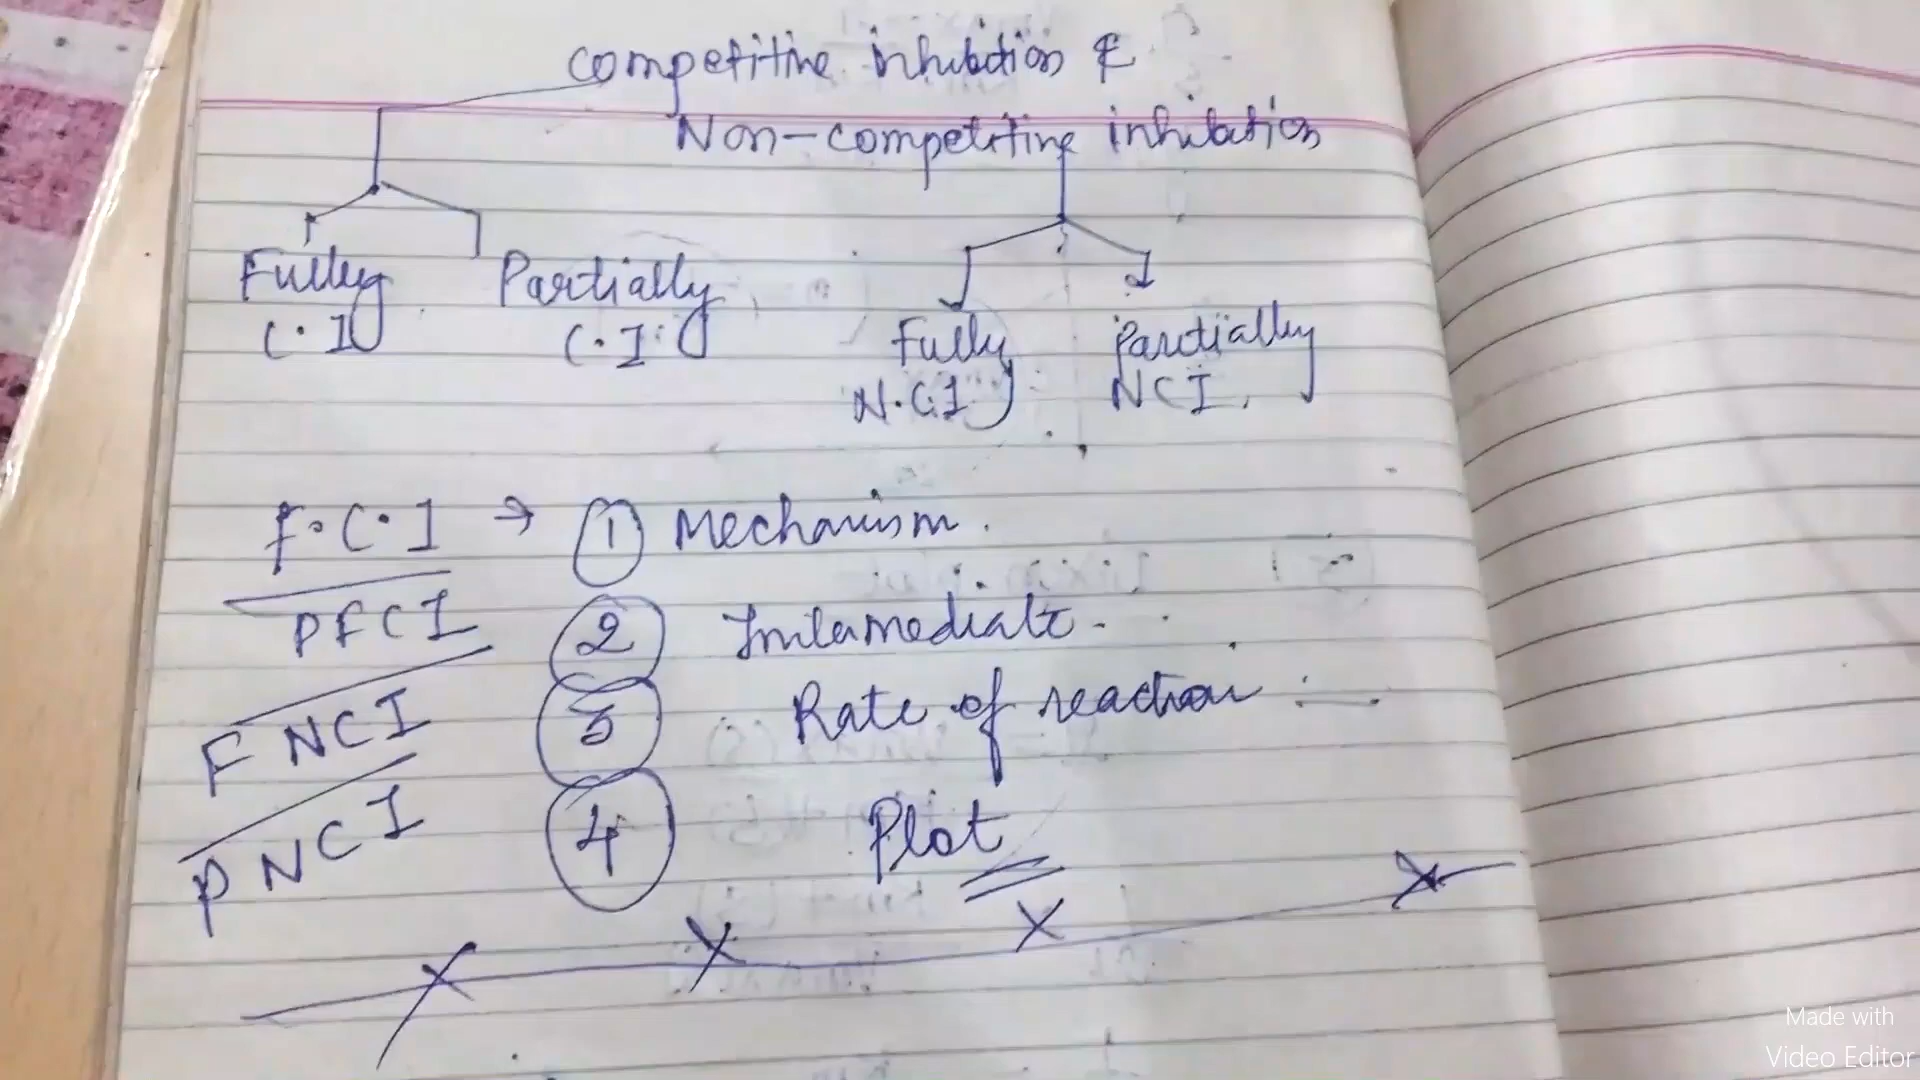 competitive inhibition &
Non-competitive inhibition
Fully
C.I
Partially
C.I.
Fully
N.C.I
Partially
NCI.
F.C.I → ① Mechanism.
PFCI ② Intermediate.
FNCI ③ Rate of reaction :
PNCI ④ Plot
Made with
Video Editor